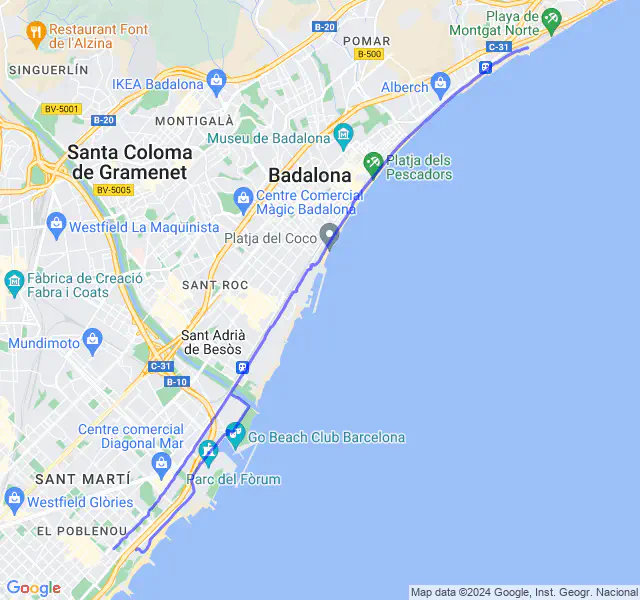 Playa de
Montgat Norte
Restaurant Font
de l'Alzina
B-20
POMAR
C-31
B-500
SINGUERLÍN
IKEA Badalona
Alberch
BV-5001
B-20
MONTIGALÀ
Museu de Badalona
Santa Coloma
de Gramenet
Badalona
Platja dels
Pescadors
BV-5005
Centre Comercial
Màgic Badalona
Westfield La Maquinista
Platja del Coco
Fàbrica de Creació
Fabra i Coats
SANT ROC
Sant Adrià
de Besòs
Mundimoto
C-31
B-10
Centre comercial
Diagonal Mar
Go Beach Club Barcelona
SANT MARTÍ
Parc del Fòrum
Westfield Glòries
EL POBLENOU
Google
Map data ©2024 Google, Inst. Geogr. Nacional